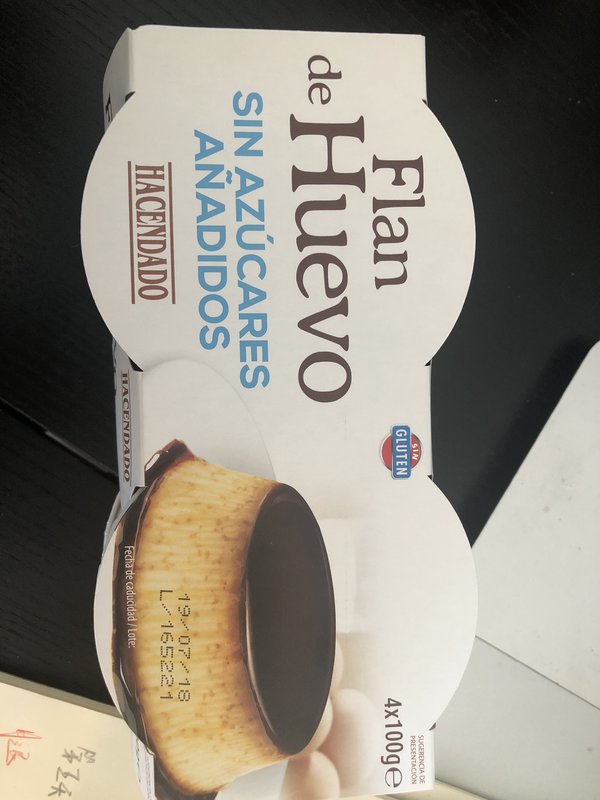 Flan
de Huevo
SIN AZÚCARES
AÑADIDOS
HACENDADO
SIN
GLUTEN
4x100g℮
SUGERENCIA DE
PRESENTACIÓN
19/07/18
L/165221
Fecha de caducidad / Lote:
HACENDADO